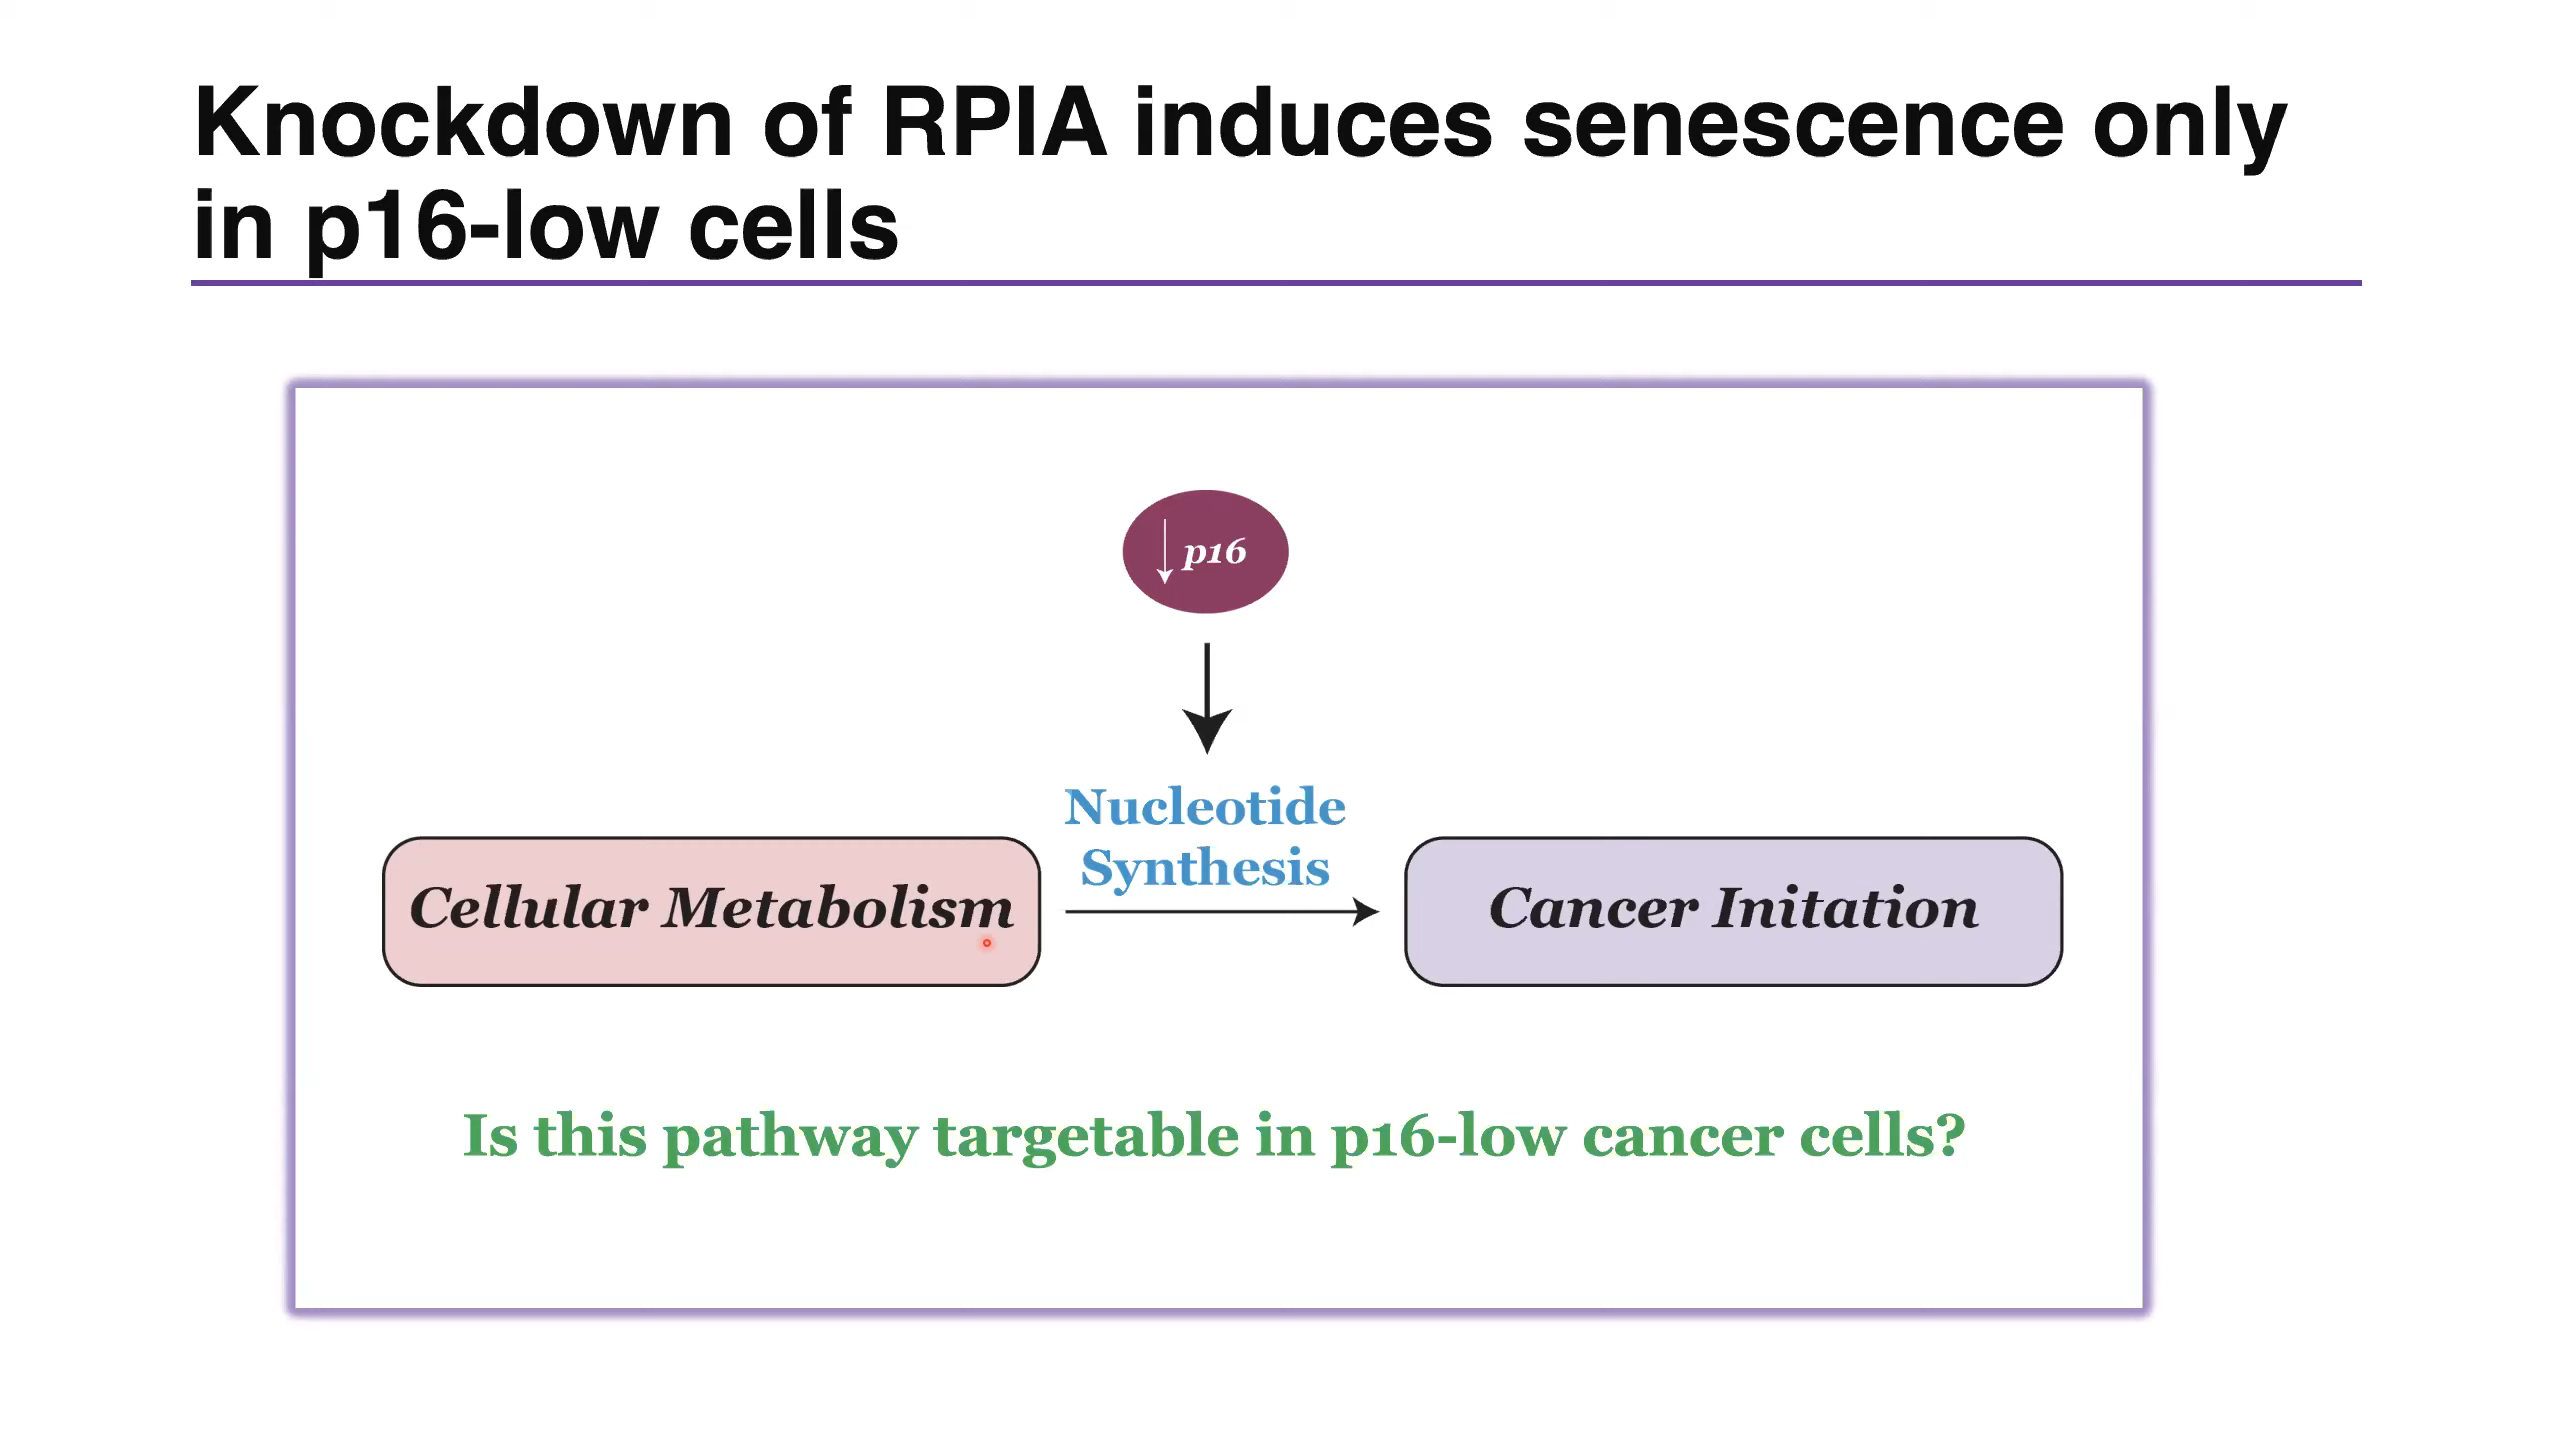 Knockdown of RPIA induces senescence only
in p16-low cells
p16
Nucleotide
Synthesis
Cellular Metabolism
Cancer Initation
Is this pathway targetable in p16-low cancer cells?